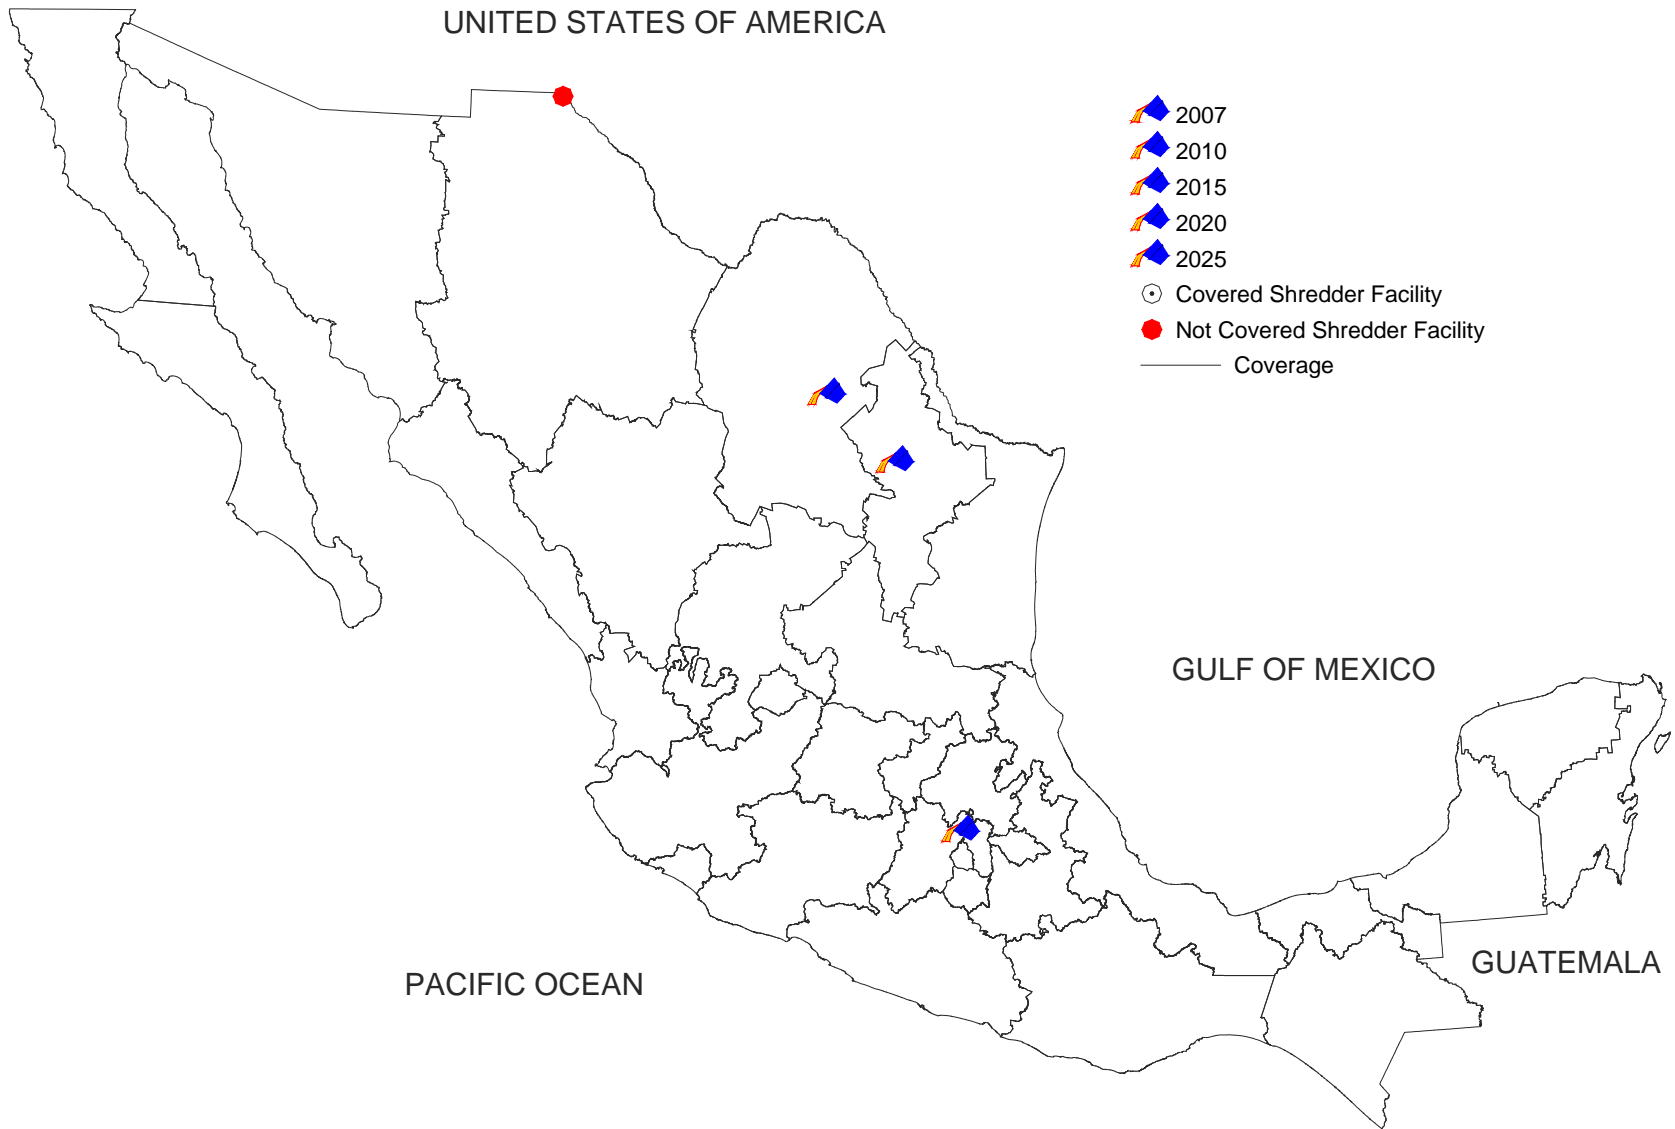 UNITED STATES OF AMERICA
2007
2010
2015
2020
2025
Covered Shredder Facility
Not Covered Shredder Facility
Coverage
GULF OF MEXICO
GUATEMALA
PACIFIC OCEAN